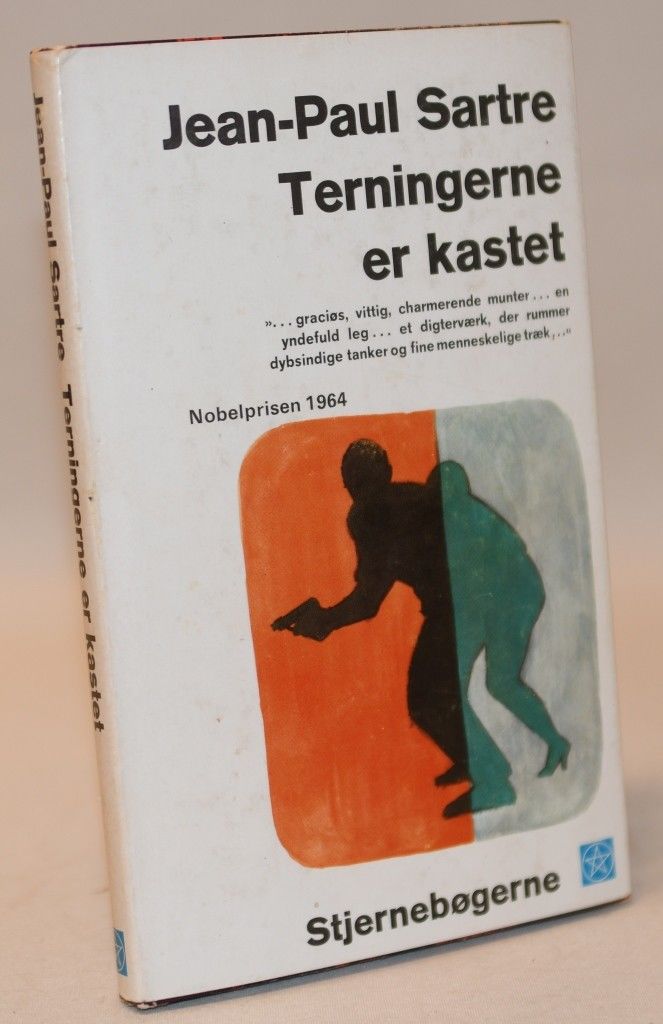 Jean-Paul Sartre
Terningerne
er kastet
»... graciøs, vittig, charmerende munter... en
yndefuld leg... et digterværk, der rummer
dybsindige tanker og fine menneskelige træk,..«
Nobelprisen 1964
Stjernebøgerne
Jean-Paul Sartre Terningerne er kastet